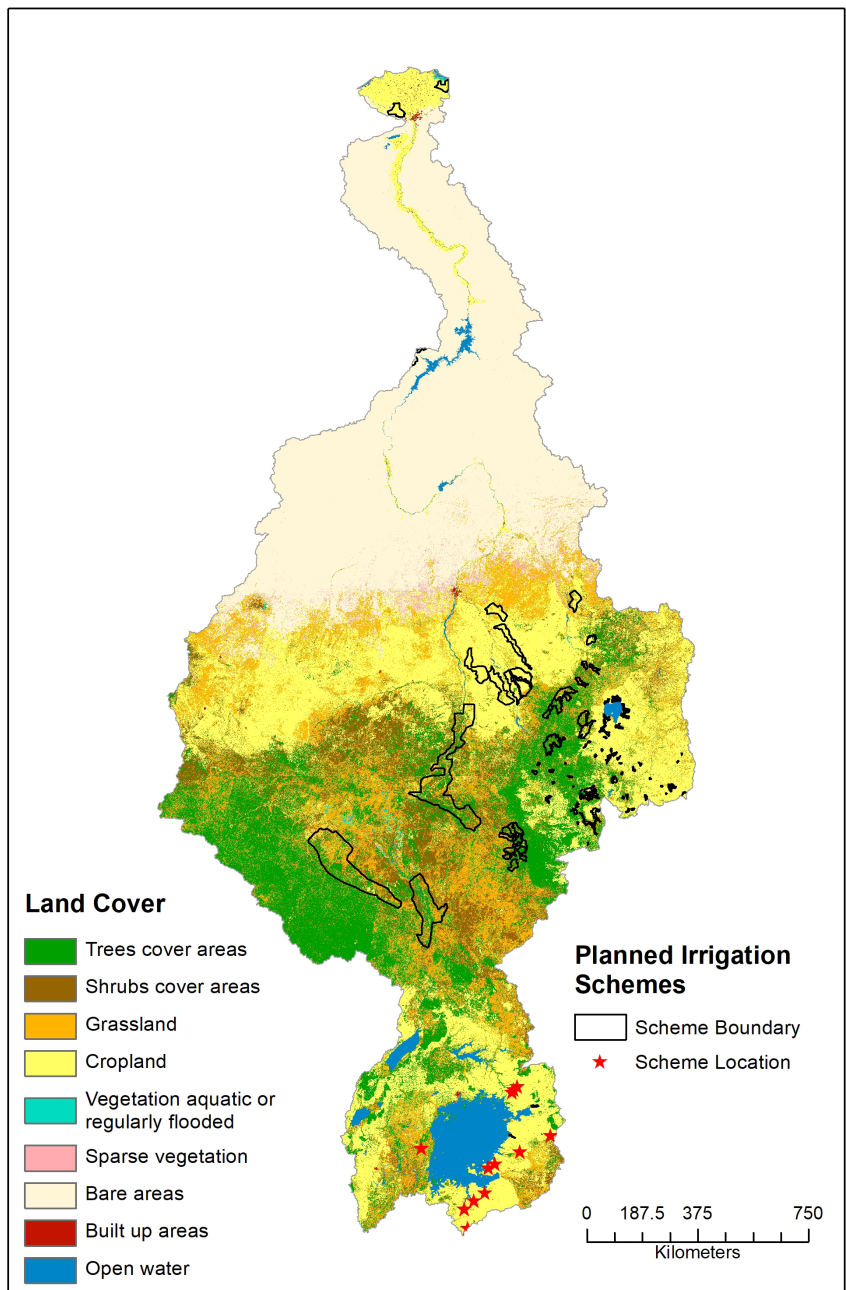 Land Cover
Trees cover areas
Shrubs cover areas
Grassland
Cropland
Vegetation aquatic or
regularly flooded
Sparse vegetation
Bare areas
Built up areas
Open water
Planned Irrigation
Schemes
Scheme Boundary
Scheme Location
0 187.5 375 750
Kilometers